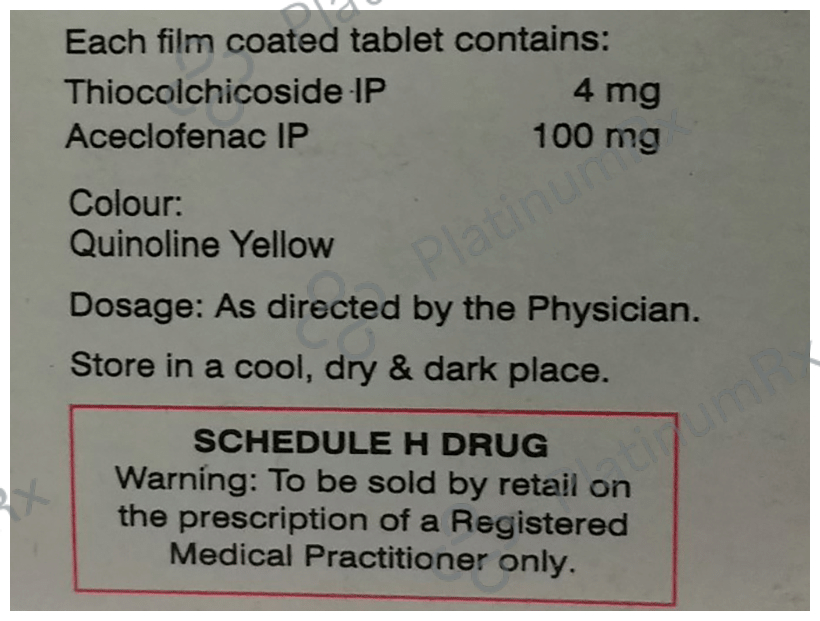 Each film coated tablet contains:
Thiocolchicoside IP 4 mg
Aceclofenac IP 100 mg
Colour:
Quinoline Yellow
Dosage: As directed by the Physician.
Store in a cool, dry & dark place.
SCHEDULE H DRUG
Warning: To be sold by retail on
the prescription of a Registered
Medical Practitioner only.
PlatinumRx
PlatinumRx